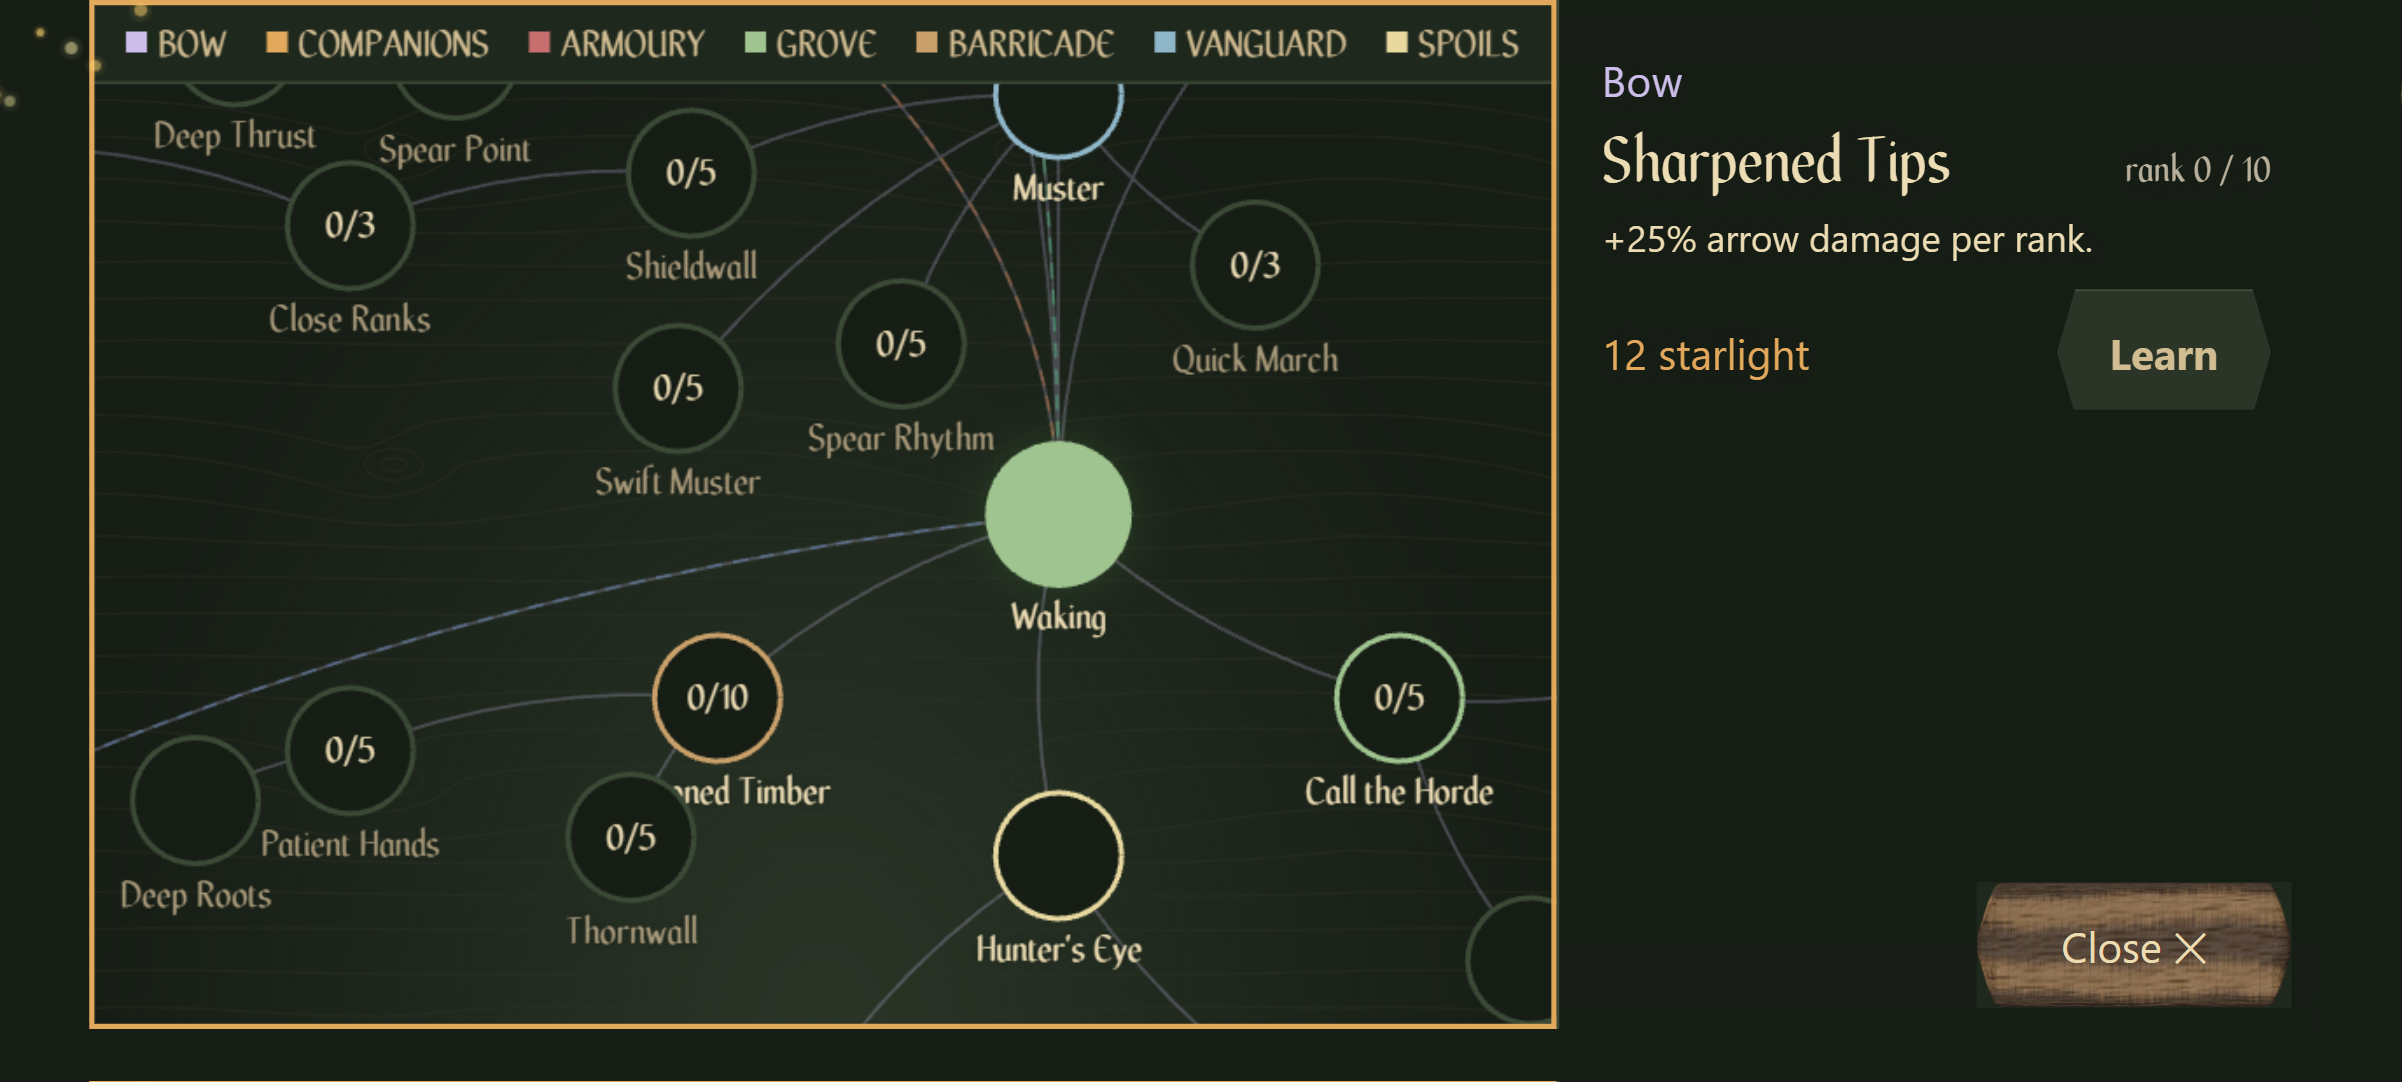 BOW COMPANIONS ARMOURY GROVE BARRICADE VANGUARD SPOILS
Deep Thrust
Spear Point
0/5
Muster
0/3
Shieldwall
0/3
Close Ranks
0/5
Quick March
0/5
Spear Rhythm
Swift Muster
Waking
0/10
0/5
0/5
ned Timber
Call the Horde
0/5
Patient Hands
Deep Roots
Thornwall
Hunter's Eye
Bow
Sharpened Tips
rank 0 / 10
+25% arrow damage per rank.
12 starlight
Learn
Close ×